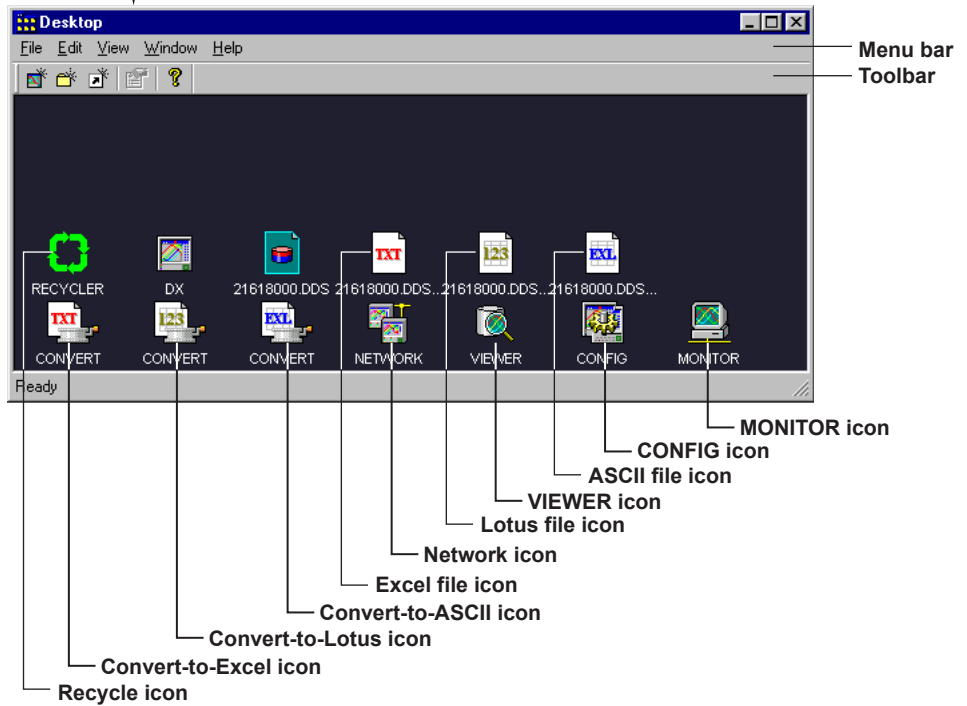 Desktop
File Edit View Window Help
Menu bar
Toolbar
TXT
123
EXL
RECYCLER
DX
21618000.DDS
21618000.DDS...
21618000.DDS...
21618000.DDS...
TXT
123
EXL
CONVERT
CONVERT
CONVERT
NETWORK
VIEWER
CONFIG
MONITOR
Ready
MONITOR icon
CONFIG icon
ASCII file icon
VIEWER icon
Lotus file icon
Network icon
Excel file icon
Convert-to-ASCII icon
Convert-to-Lotus icon
Convert-to-Excel icon
Recycle icon